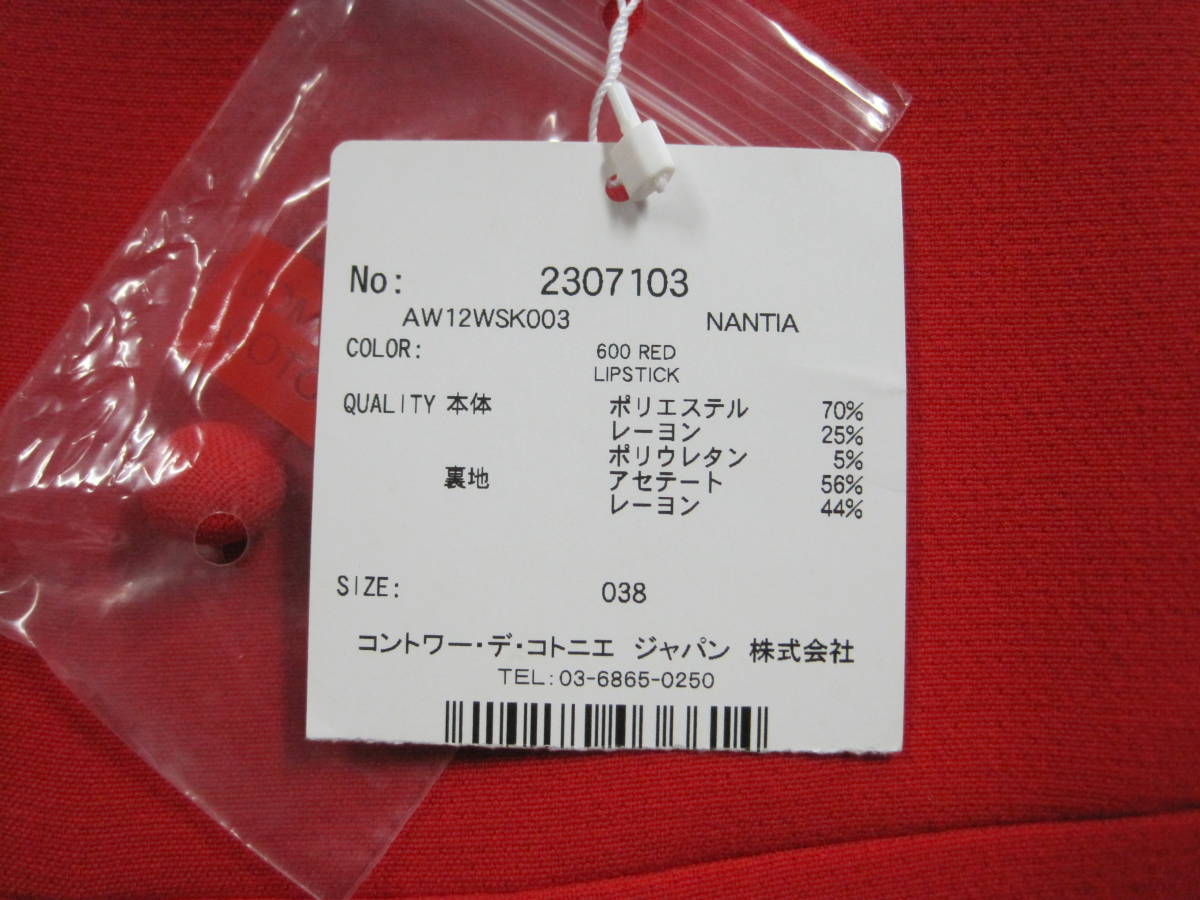 No: 2307103
AW12WSK003 NANTIA
COLOR: 600 RED
LIPSTICK
QUALITY 本体 ポリエステル 70%
レーヨン 25%
ポリウレタン 5%
裏地 アセテート 56%
レーヨン 44%
SIZE: 038
コントワー・デ・コトニエ ジャパン 株式会社
TEL:03-6865-0250